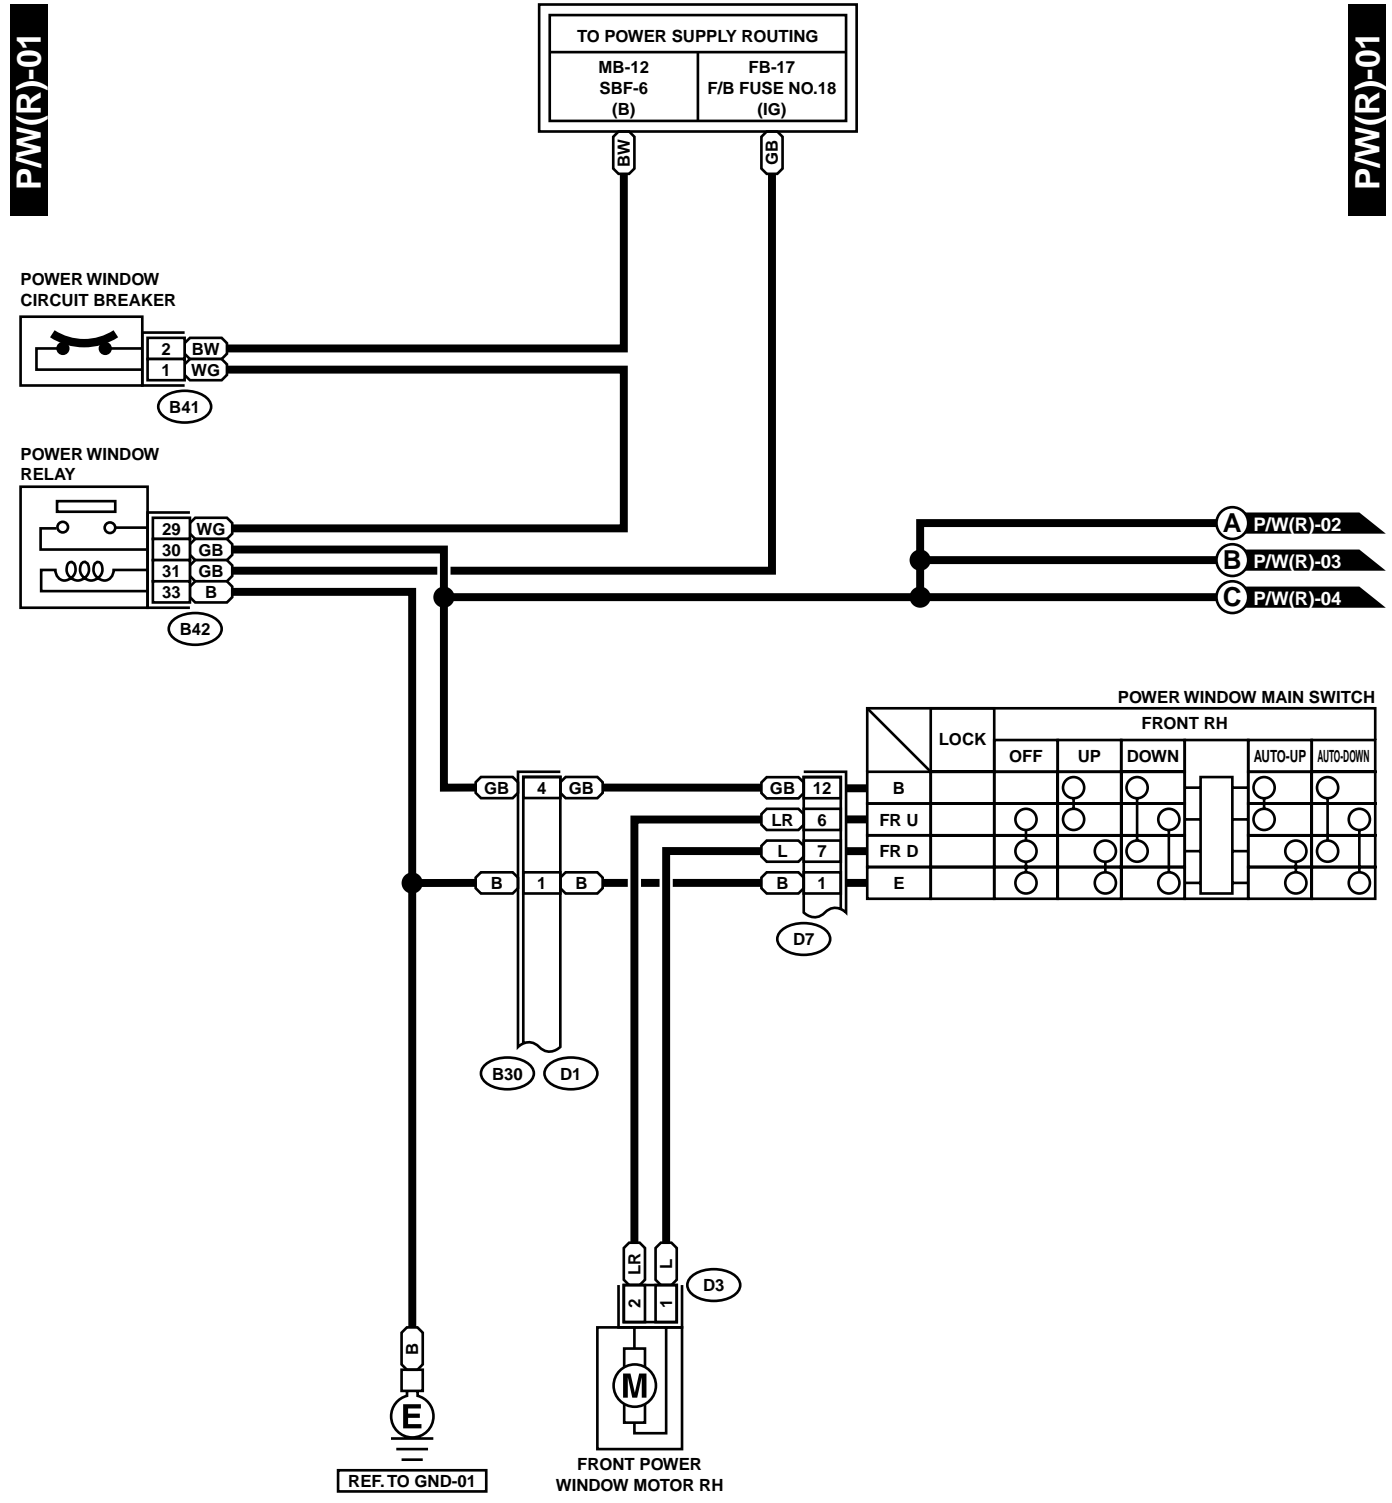 P/W(R)-01
P/W(R)-01
TO POWER SUPPLY ROUTING
MB-12
SBF-6
(B)
FB-17
F/B FUSE NO.18
(IG)
BW
GB
POWER WINDOW
CIRCUIT BREAKER
2 BW
1 WG
B41
POWER WINDOW
RELAY
29 WG
30 GB
31 GB
33 B
B42
A P/W(R)-02
B P/W(R)-03
C P/W(R)-04
POWER WINDOW MAIN SWITCH
FRONT RH
LOCK
OFF UP DOWN AUTO-UP AUTO-DOWN
GB 4 GB GB 12 B
LR 6 FR U
L 7 FR D
B 1 B B 1 E
D7
B30 D1
LR L
D3
2 1
B
M
E
FRONT POWER
WINDOW MOTOR RH
REF. TO GND-01